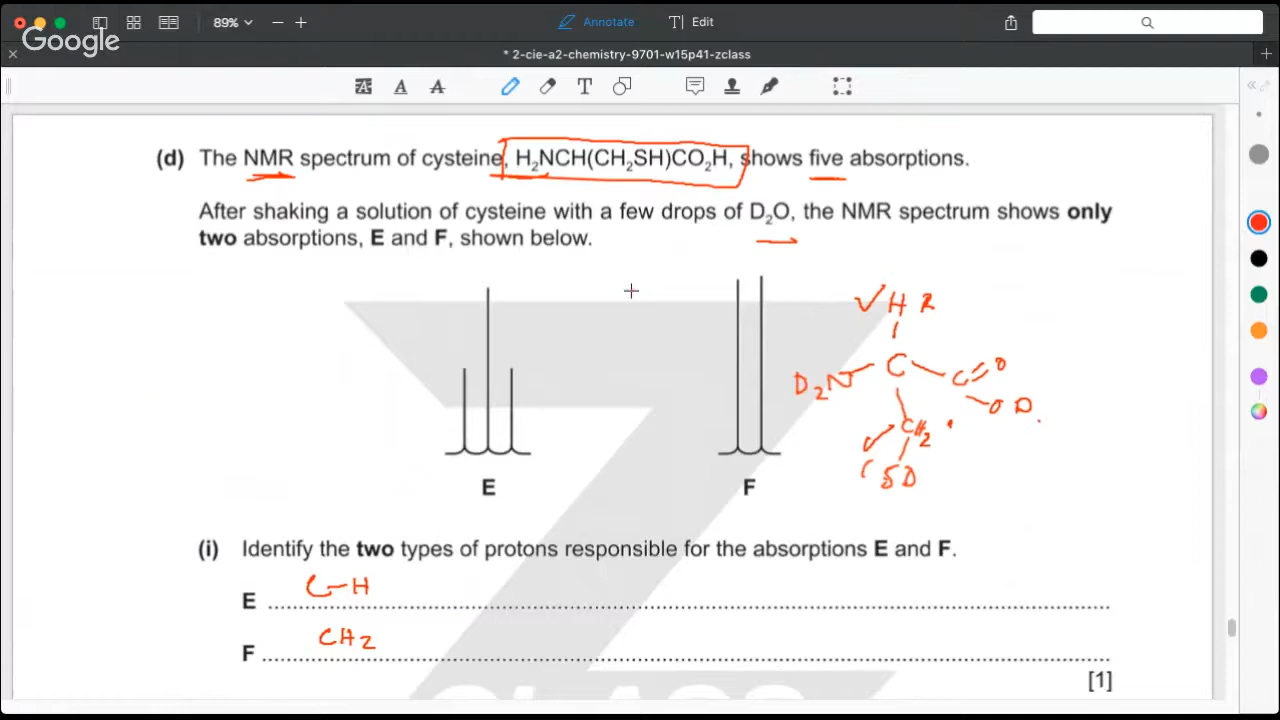 89%
Annotate
T Edit
Google
* 2-cie-a2-chemistry-9701-w15p41-zclass
(d) The NMR spectrum of cysteine, H₂NCH(CH₂SH)CO₂H, shows five absorptions.
After shaking a solution of cysteine with a few drops of D₂O, the NMR spectrum shows only
two absorptions, E and F, shown below.
H
C
D₂N
C
O
O D
CH₂
SD
E
F
(i) Identify the two types of protons responsible for the absorptions E and F.
C-H
E
CH₂
F
[1]